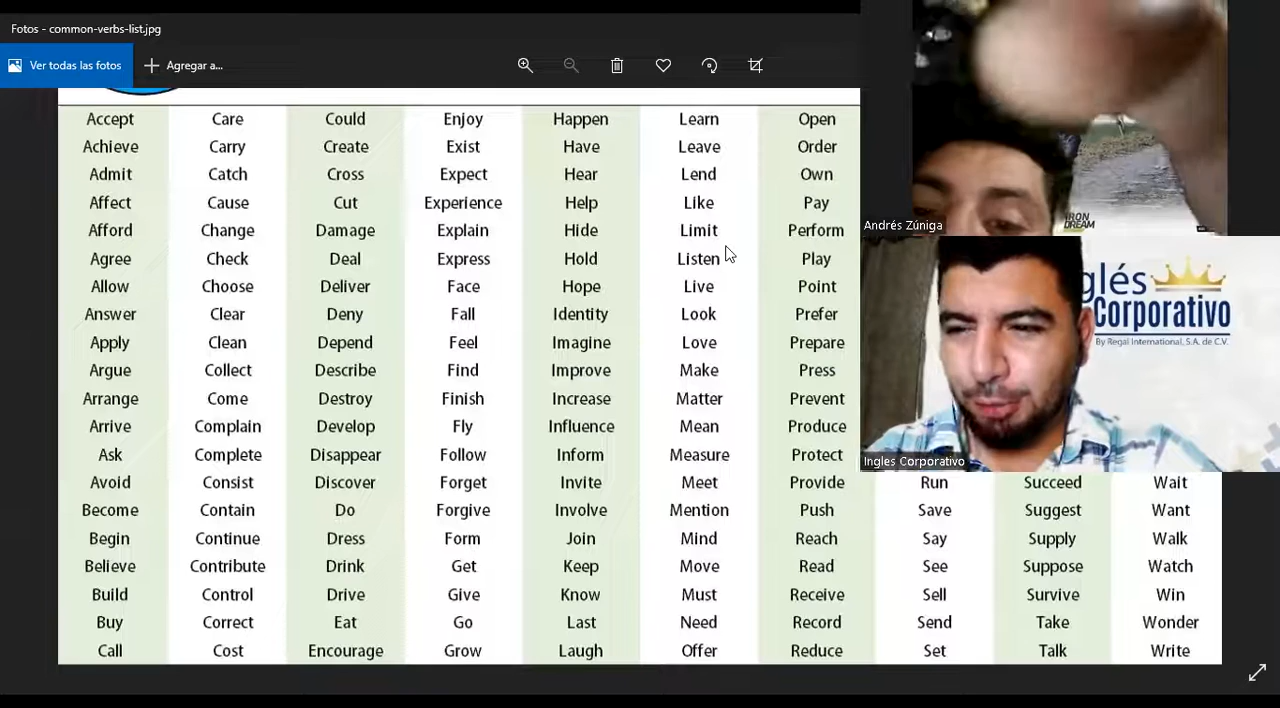 Fotos - common-verbs-list.jpg
Ver todas las fotos Agregar a...
Accept Care Could Enjoy Happen Learn Open
Achieve Carry Create Exist Have Leave Order
Admit Catch Cross Expect Hear Lend Own
Affect Cause Cut Experience Help Like Pay
Afford Change Damage Explain Hide Limit Perform
Agree Check Deal Express Hold Listen Play
Allow Choose Deliver Face Hope Live Point
Answer Clear Deny Fall Identity Look Prefer
Apply Clean Depend Feel Imagine Love Prepare
Argue Collect Describe Find Improve Make Press
Arrange Come Destroy Finish Increase Matter Prevent
Arrive Complain Develop Fly Influence Mean Produce
Ask Complete Disappear Follow Inform Measure Protect
Avoid Consist Discover Forget Invite Meet Provide Run Succeed Wait
Become Contain Do Forgive Involve Mention Push Save Suggest Want
Begin Continue Dress Form Join Mind Reach Say Supply Walk
Believe Contribute Drink Get Keep Move Read See Suppose Watch
Build Control Drive Give Know Must Receive Sell Survive Win
Buy Correct Eat Go Last Need Record Send Take Wonder
Call Cost Encourage Grow Laugh Offer Reduce Set Talk Write
IRON
DREAM
Andrés Zúniga
glés
Corporativo
By Regal International, S.A. de C.V.
Ingles Corporativo